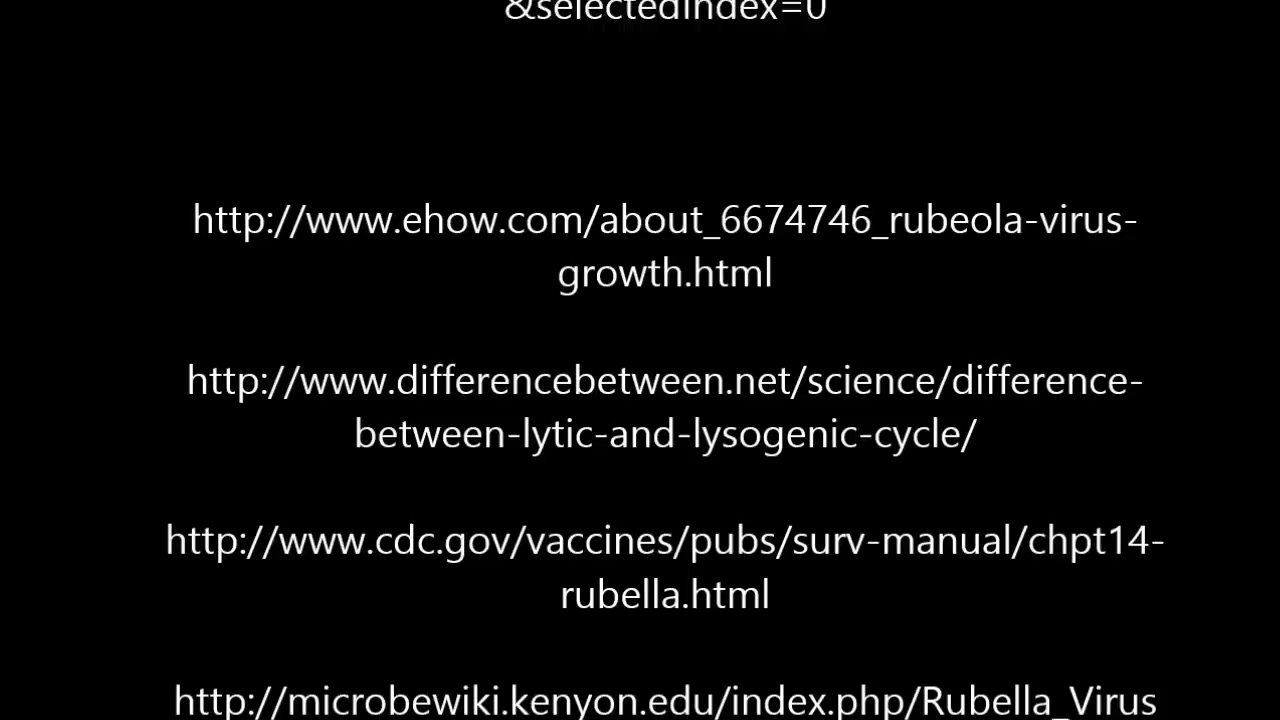 &selectedIndex=0
http://www.ehow.com/about_6674746_rubeola-virus-
growth.html
http://www.differencebetween.net/science/difference-
between-lytic-and-lysogenic-cycle/
http://www.cdc.gov/vaccines/pubs/surv-manual/chpt14-
rubella.html
http://microbewiki.kenyon.edu/index.php/Rubella_Virus